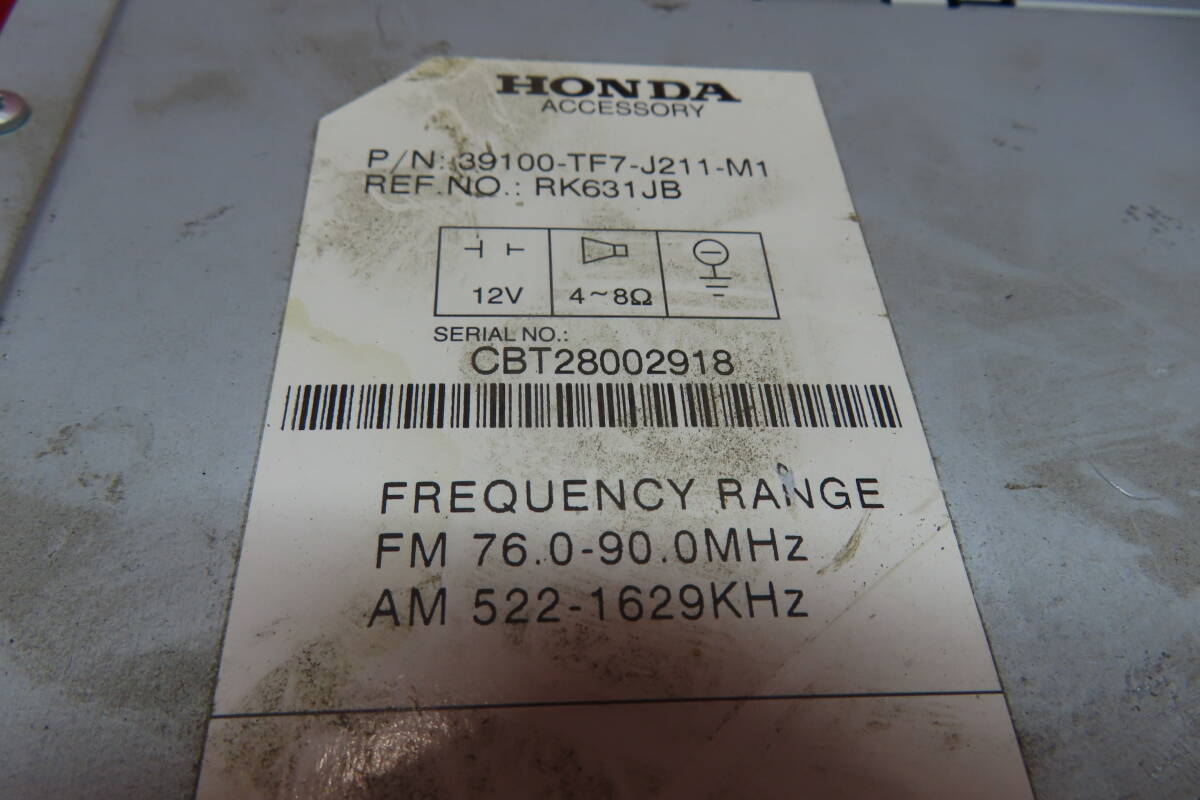 HONDA
ACCESSORY
P/N: 39100-TF7-J211-M1
REF.NO.: RK631JB
12V 4~8Ω
SERIAL NO.:
CBT28002918
FREQUENCY RANGE
FM 76.0-90.0MHz
AM 522-1629KHz